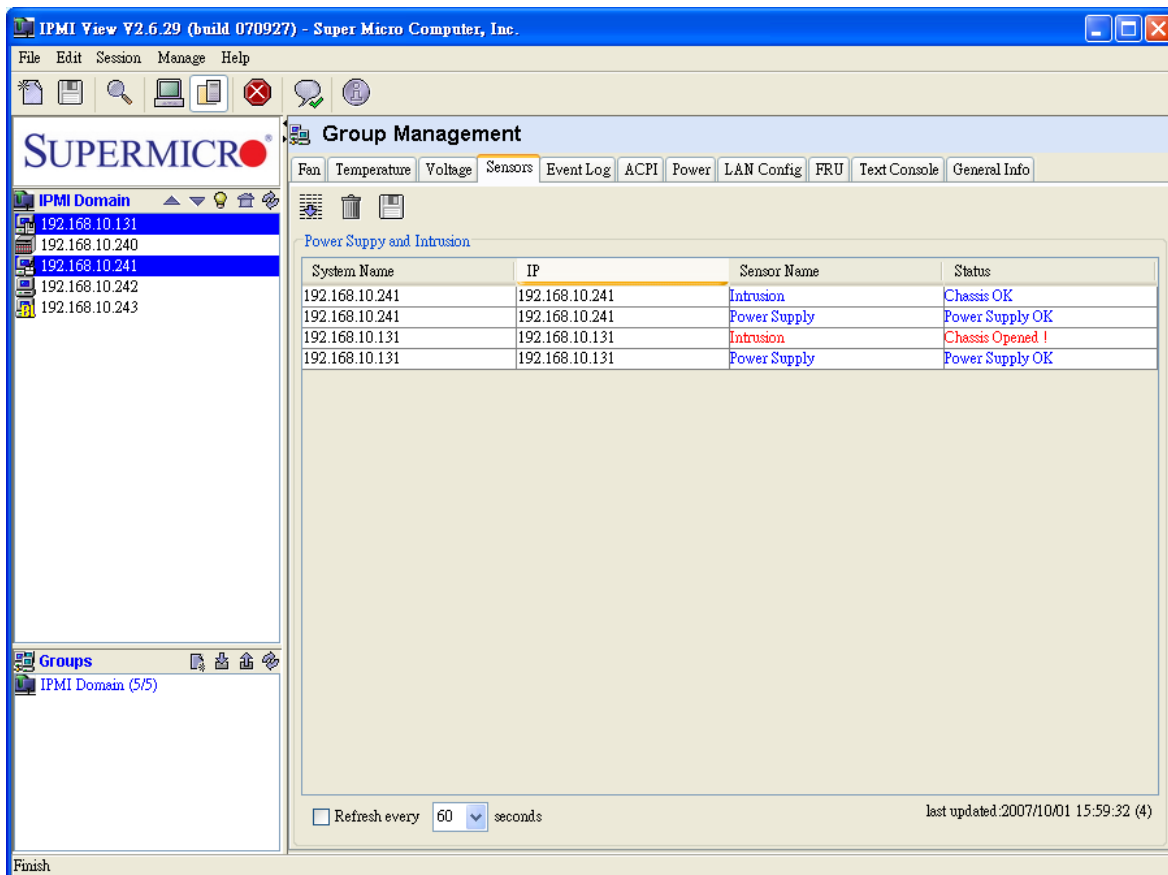 IPMI View V2.6.29 (build 070927) - Super Micro Computer, Inc.
File Edit Session Manage Help
SUPERMICRO
Group Management
Fan Temperature Voltage Sensors Event Log ACPI Power LAN Config FRU Text Console General Info
IPMI Domain
192.168.10.131
192.168.10.240
192.168.10.241
192.168.10.242
192.168.10.243
Power Suppy and Intrusion
System Name IP Sensor Name Status
192.168.10.241 192.168.10.241 Intrusion Chassis OK
192.168.10.241 192.168.10.241 Power Supply Power Supply OK
192.168.10.131 192.168.10.131 Intrusion Chassis Opened !
192.168.10.131 192.168.10.131 Power Supply Power Supply OK
Groups
IPMI Domain (5/5)
Refresh every 60 seconds
last updated:2007/10/01 15:59:32 (4)
Finish